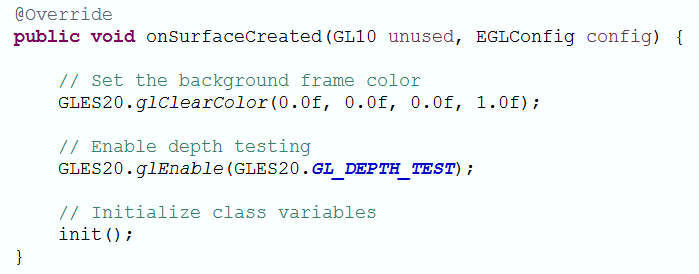 @Override
public void onSurfaceCreated(GL10 unused, EGLConfig config) {
// Set the background frame color
GLES20.glClearColor(0.0f, 0.0f, 0.0f, 1.0f);
// Enable depth testing
GLES20.glEnable(GLES20.GL_DEPTH_TEST);
// Initialize class variables
init();
}